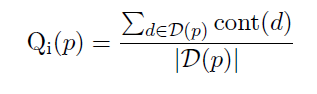 Q_i(p) = \frac{\sum_{d \in \mathcal{D}(p)} \text{cont}(d)}{|\mathcal{D}(p)|}